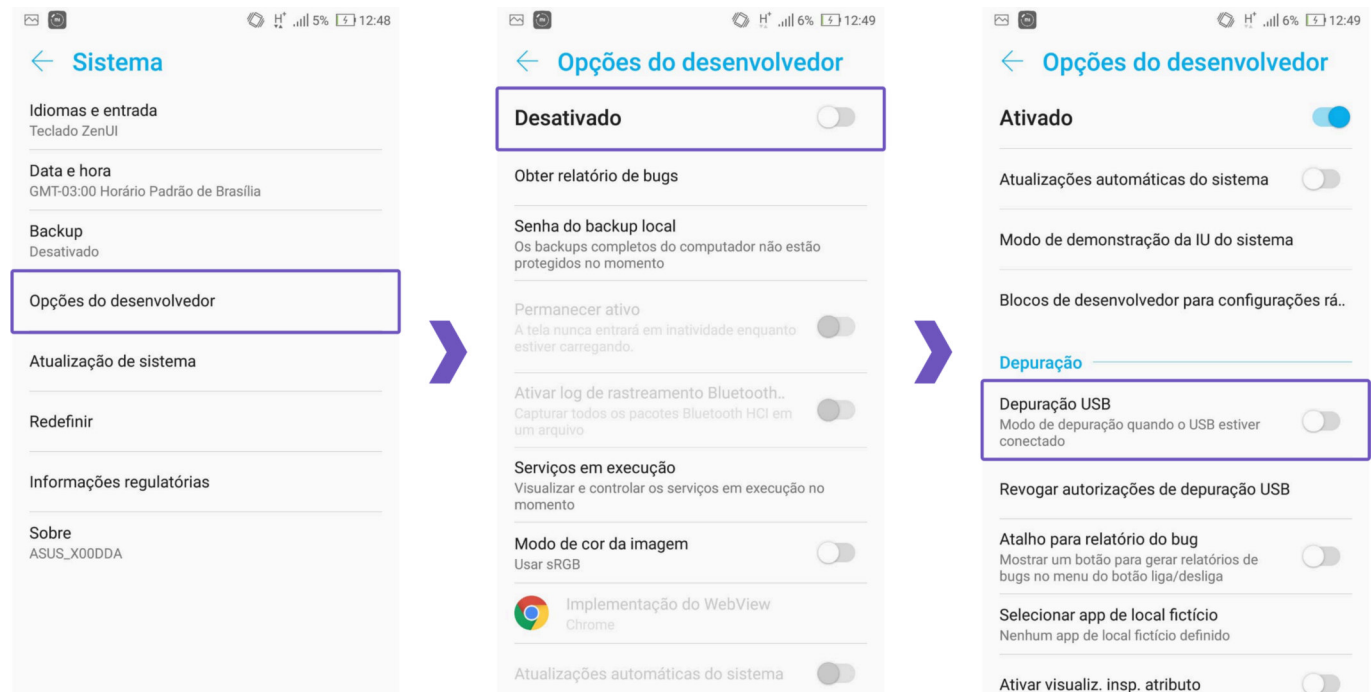 5% 12:48
Sistema
Idiomas e entrada
Teclado ZenUI
Data e hora
GMT-03:00 Horário Padrão de Brasília
Backup
Desativado
Opções do desenvolvedor
Atualização de sistema
Redefinir
Informações regulatórias
Sobre
ASUS_X00DDA
H+ 6% 12:49
Opções do desenvolvedor
Desativado
Obter relatório de bugs
Senha do backup local
Os backups completos do computador não estão
protegidos no momento
Permanecer ativo
A tela nunca entrará em inatividade enquanto
estiver carregando.
Ativar log de rastreamento Bluetooth..
Capturar todos os pacotes Bluetooth HCI em
um arquivo
Serviços em execução
Visualizar e controlar os serviços em execução no
momento
Modo de cor da imagem
Usar sRGB
Implementação do WebView
Chrome
Atualizações automáticas do sistema
H+ 6% 12:49
Opções do desenvolvedor
Ativado
Atualizações automáticas do sistema
Modo de demonstração da IU do sistema
Blocos de desenvolvedor para configurações rá..
Depuração
Depuração USB
Modo de depuração quando o USB estiver
conectado
Revogar autorizações de depuração USB
Atalho para relatório do bug
Mostrar um botão para gerar relatórios de
bugs no menu do botão liga/desliga
Selecionar app de local fictício
Nenhum app de local fictício definido
Ativar visualiz. insp. atributo